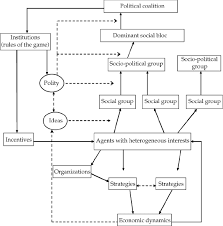 Political coalition
Institutions
(rules of the game)
Dominant social bloc
Socio-political group
Socio-political
group
Polity
Ideas
Social group
Social group
Social group
Incentives
Agents with heterogeneous interests
Organizations
Strategies
Strategies
Economic dynamics